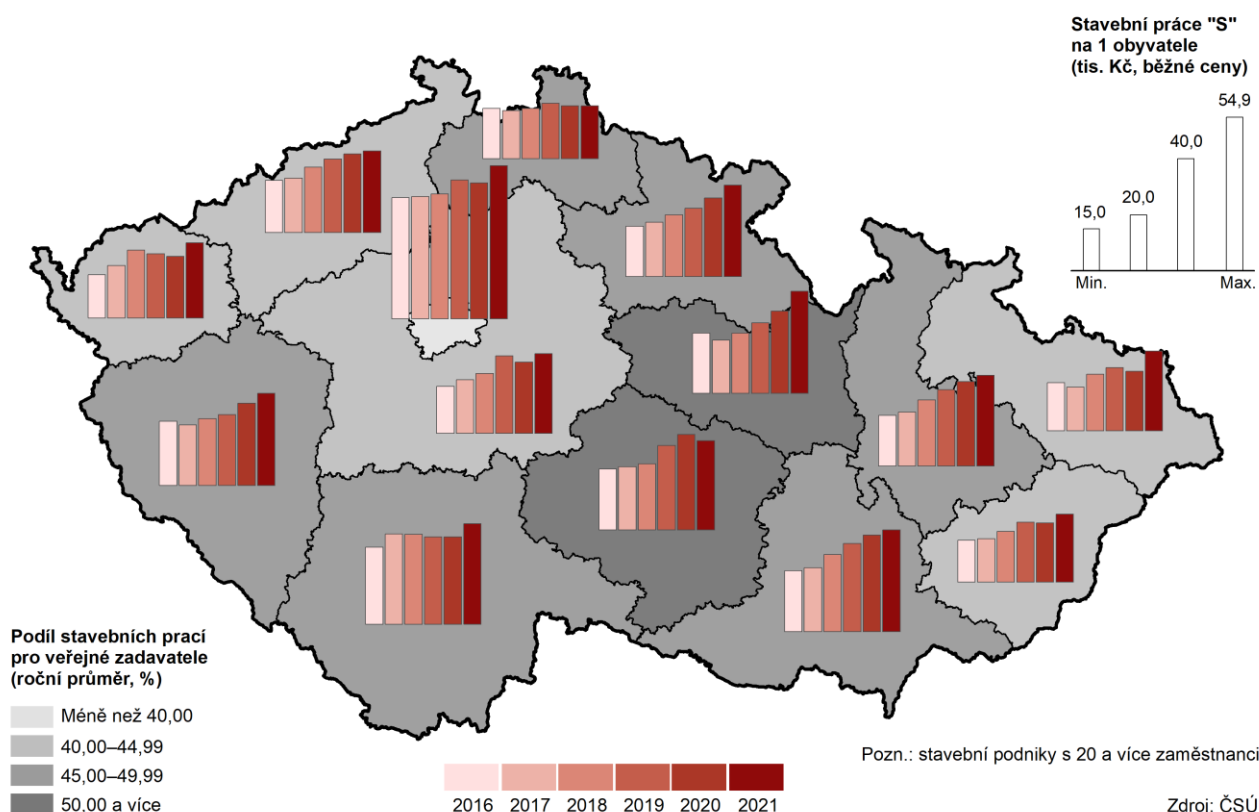 Stavební práce "S"
na 1 obyvatele
(tis. Kč, běžné ceny)
54,9
40,0
15,0
20,0
Min.
Max.
Podíl stavebních prací
pro veřejné zadavatele
(roční průměr, %)
Méně než 40,00
40,00–44,99
45,00–49,99
50,00 a více
2016 2017 2018 2019 2020 2021
Pozn.: stavební podniky s 20 a více zaměstnanci
Zdroj: ČSÚ